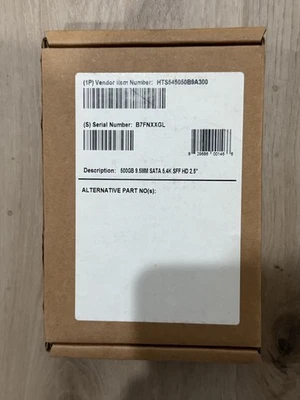 (1P) Vendor Item Number: HTS545050B9A300
(S) Serial Number: B7FNXXGL
Description: 500GB 9.5MM SATA 5.4K SFF HD 2.5"
ALTERNATIVE PART NO(s):